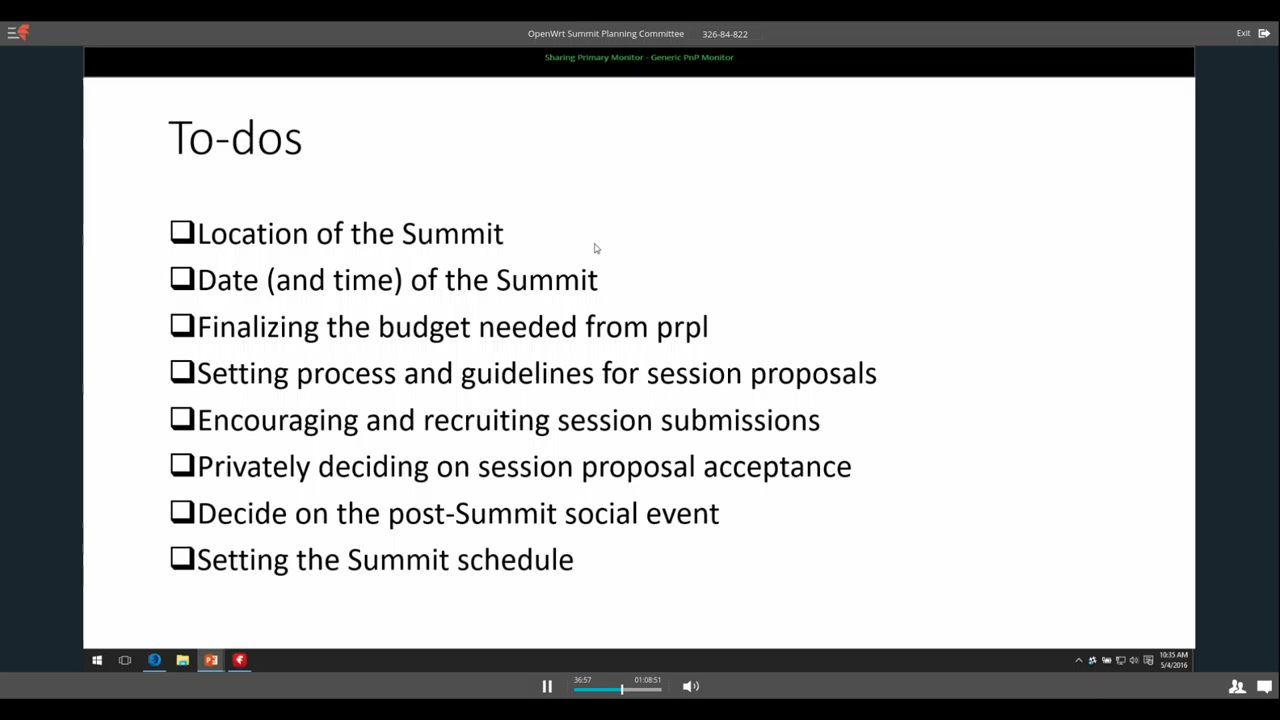 OpenWrt Summit Planning Committee 326-84-822
Exit
Sharing Primary Monitor - Generic PnP Monitor
To-dos
Location of the Summit
Date (and time) of the Summit
Finalizing the budget needed from prpl
Setting process and guidelines for session proposals
Encouraging and recruiting session submissions
Privately deciding on session proposal acceptance
Decide on the post-Summit social event
Setting the Summit schedule
10:35 AM
5/4/2016
36:57 01:08:51